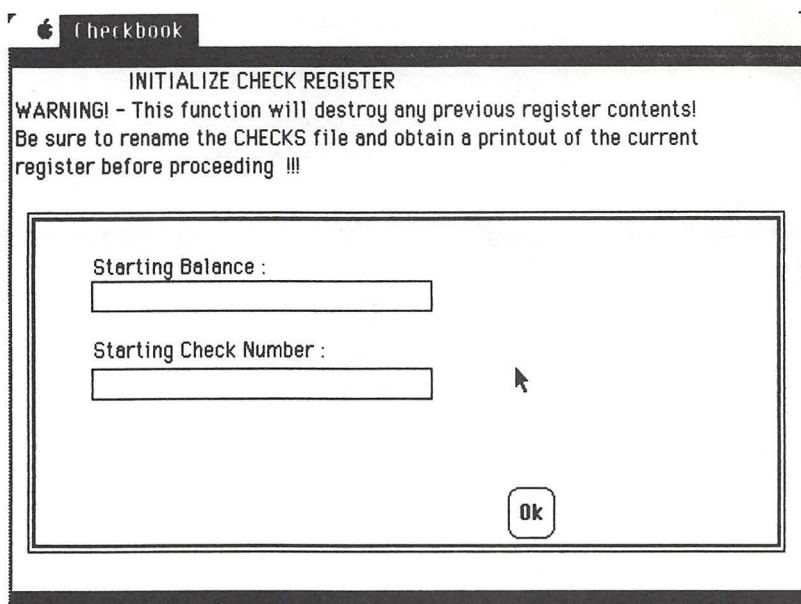 Checkbook
INITIALIZE CHECK REGISTER
WARNING! - This function will destroy any previous register contents!
Be sure to rename the CHECKS file and obtain a printout of the current
register before proceeding !!!
Starting Balance :
Starting Check Number :
Ok